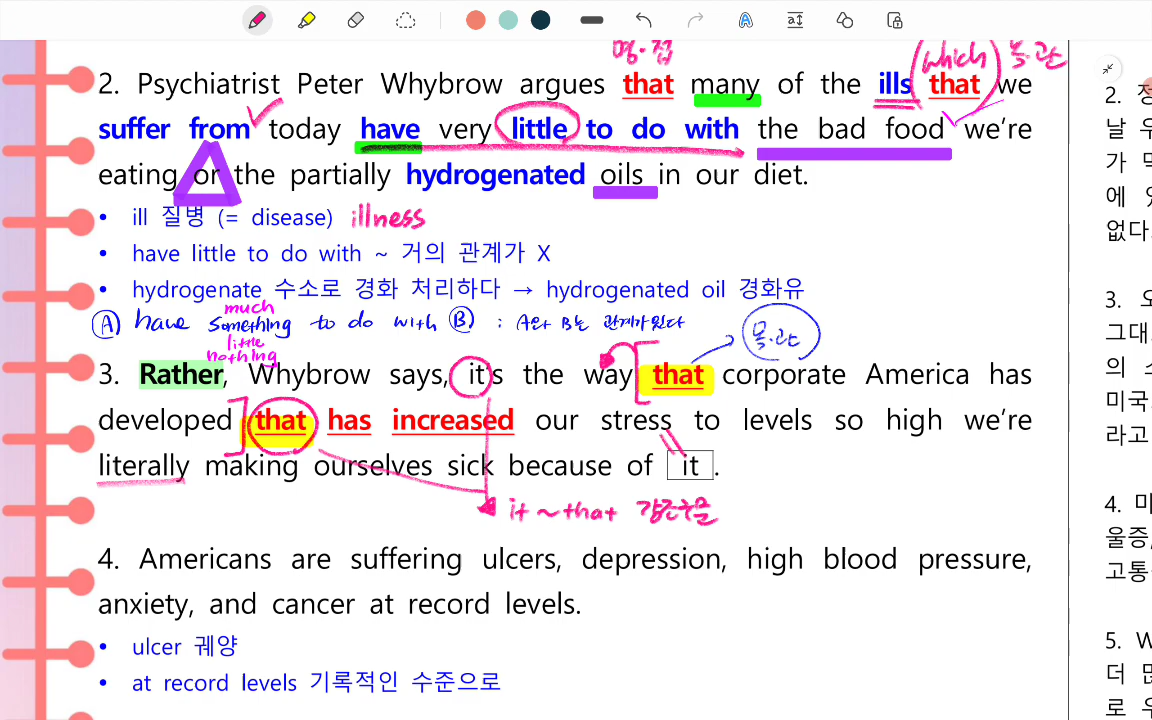 명·접
(which) 목·관
2. Psychiatrist Peter Whybrow argues that many of the ills that we
suffer from today have very little to do with the bad food we're
eating or the partially hydrogenated oils in our diet.
• ill 질병 (= disease) illness
• have little to do with ~ 거의 관계가 X
• hydrogenate 수소로 경화 처리하다 → hydrogenated oil 경화유
much
Ⓐ have something to do with Ⓑ : A와 B는 관계가 있다
little
nothing
목·관
3. Rather, Whybrow says, it's the way that corporate America has
developed that has increased our stress to levels so high we're
literally making ourselves sick because of it.
it ~ that 강조구문
4. Americans are suffering ulcers, depression, high blood pressure,
anxiety, and cancer at record levels.
• ulcer 궤양
• at record levels 기록적인 수준으로
2.
날
가
에
없다.
3.
그대
의
미국
라고
4. 미
울증,
고통
5. W
더
로